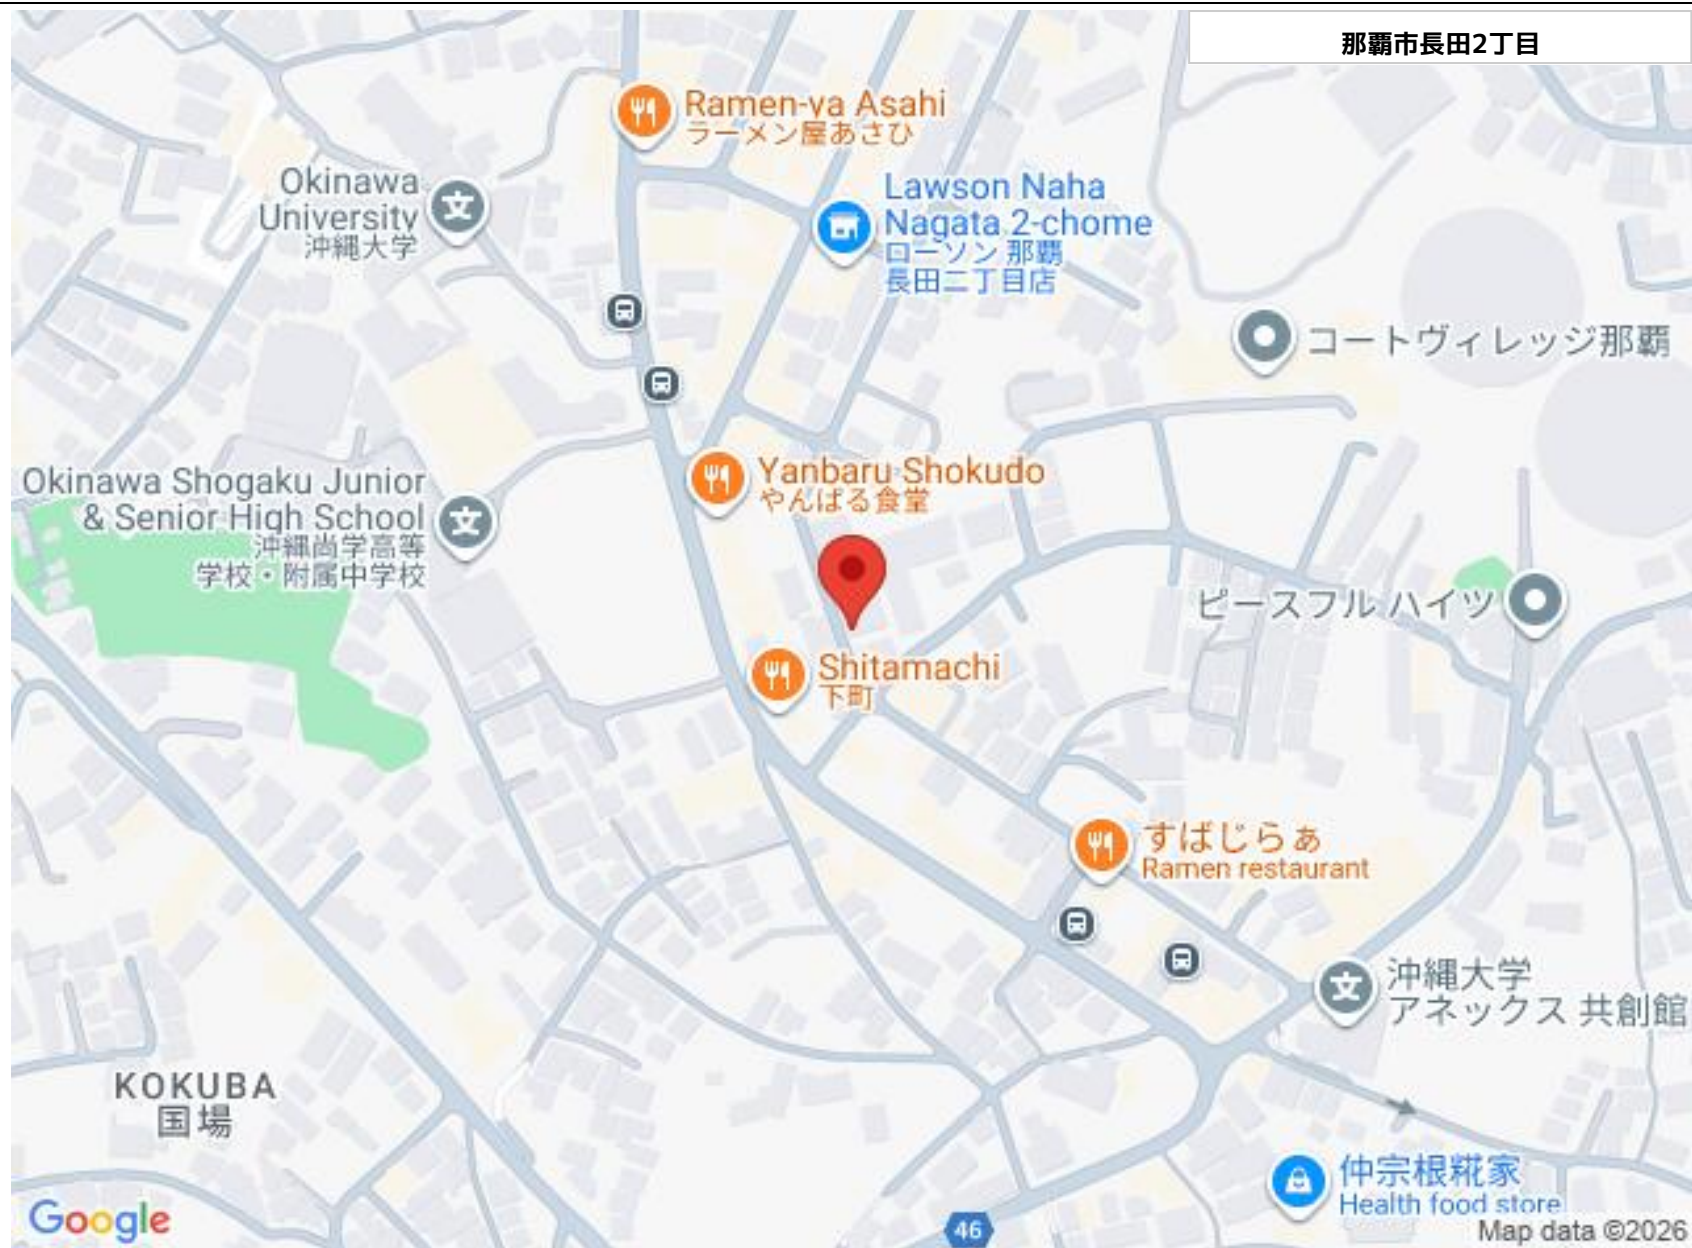 那覇市長田2丁目
Ramen-ya Asahi
ラーメン屋あさひ
Okinawa
University
沖縄大学
Lawson Naha
Nagata 2-chome
ローソン 那覇
長田二丁目店
コートヴィレッジ那覇
Yanbaru Shokudo
やんばる食堂
Okinawa Shogaku Junior
& Senior High School
沖縄尚学高等
学校・附属中学校
ピースフルハイツ
Shitamachi
下町
すばじらぁ
Ramen restaurant
沖縄大学
アネックス 共創館
KOKUBA
国場
仲宗根糀家
Health food store
46
Google
Map data ©2026